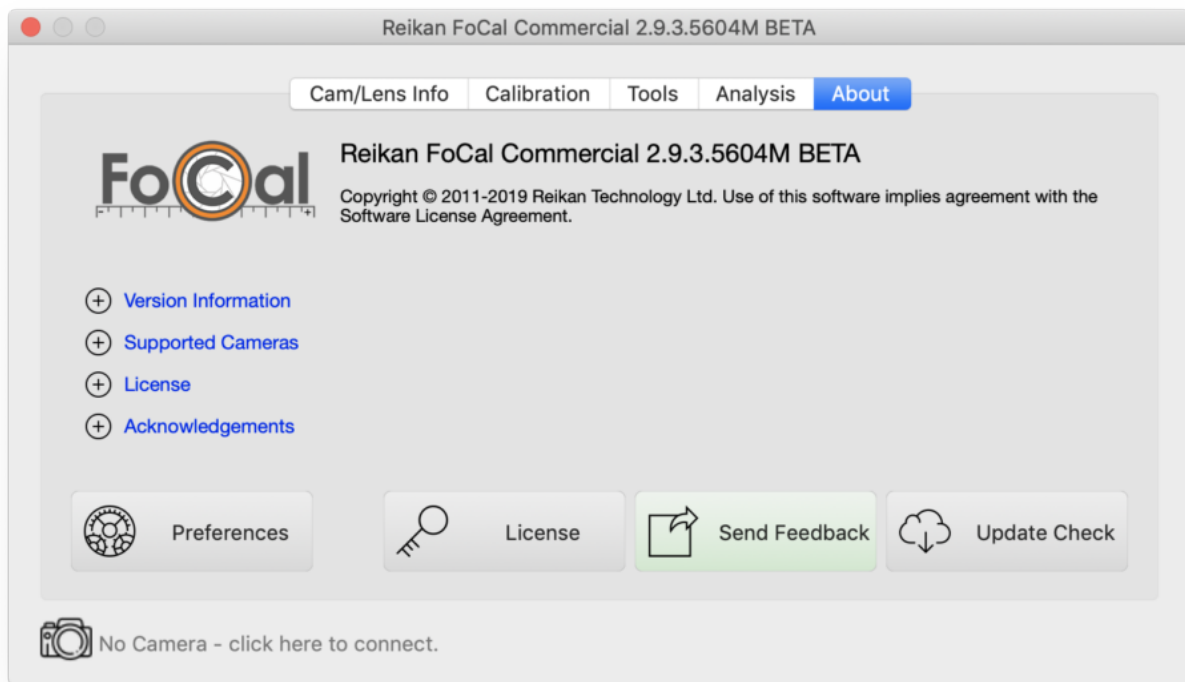 Reikan FoCal Commercial 2.9.3.5604M BETA
Cam/Lens Info Calibration Tools Analysis About
FoCal
Reikan FoCal Commercial 2.9.3.5604M BETA
Copyright © 2011-2019 Reikan Technology Ltd. Use of this software implies agreement with the
Software License Agreement.
Version Information
Supported Cameras
License
Acknowledgements
Preferences License Send Feedback Update Check
No Camera - click here to connect.